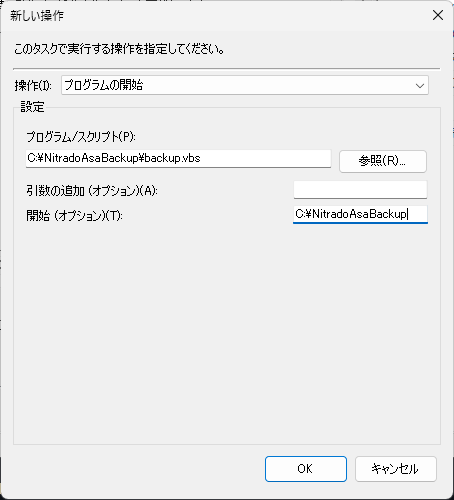 新しい操作
このタスクで実行する操作を指定してください。
操作(I): プログラムの開始
設定
プログラム/スクリプト(P):
C:¥NitradoAsaBackup¥backup.vbs 参照(R)...
引数の追加 (オプション)(A):
開始 (オプション)(T): C:¥NitradoAsaBackup
OK キャンセル